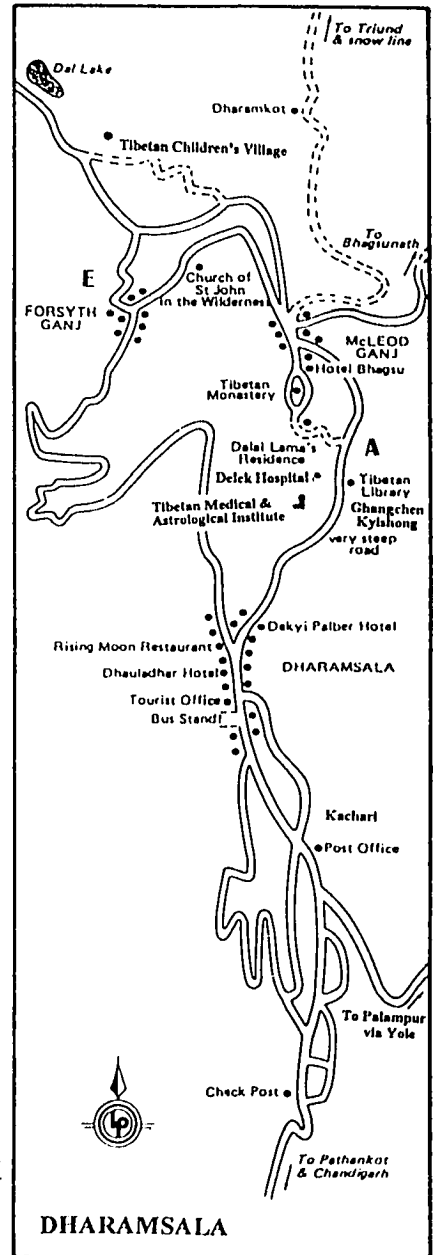 To Triund
& snow line
Dal Lake
Dharamkot
Tibetan Children's Village
To
Bhagsunath
E
Church of
St John
In the Wilderness
FORSYTH
GANJ
McLEOD
GANJ
Hotel Bhagsu
Tibetan
Monastery
A
Dalai Lama's
Residence
Delek Hospital
Tibetan
Library
Tibetan Medical &
Astrological Institute
Ghangchen
Kyishong
very steep
road
Dekyi Palber Hotel
Rising Moon Restaurant
Dhauladhar Hotel
DHARAMSALA
Tourist Office
Bus Stand
Kachari
Post Office
To Palampur
via Yole
LP
Check Post
To Pathankot
& Chandigarh
DHARAMSALA